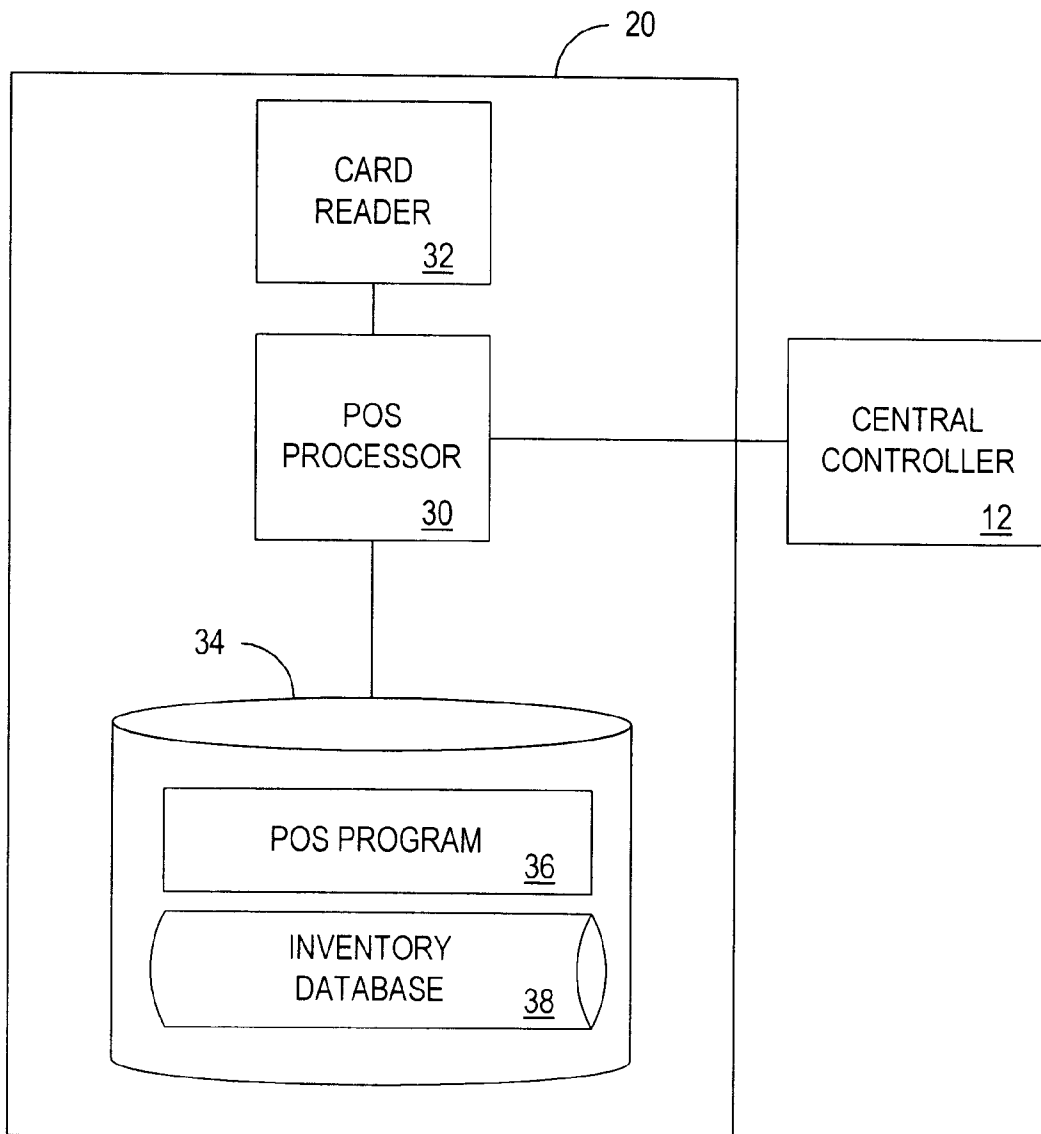 20
CARD
READER
32
POS
PROCESSOR
30
CENTRAL
CONTROLLER
12
34
POS PROGRAM
36
INVENTORY
DATABASE
38